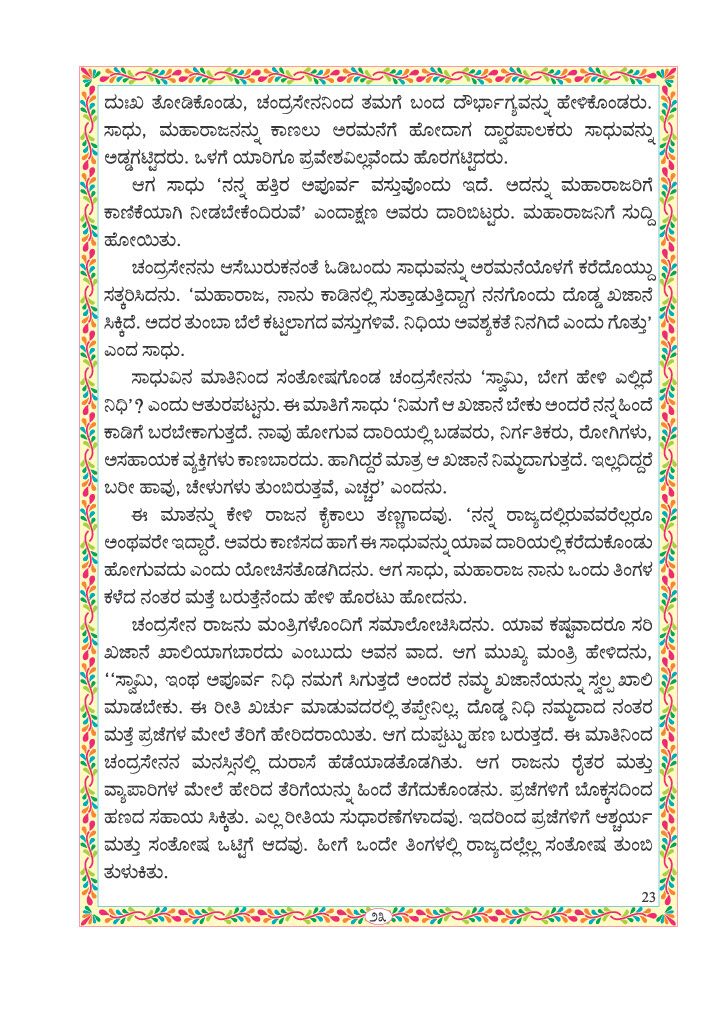 ದುಃಖ ತೋಡಿಕೊಂಡು, ಚಂದ್ರಸೇನನಿಂದ ತಮಗೆ ಬಂದ ದೌರ್ಭಾಗ್ಯವನ್ನು ಹೇಳಿಕೊಂಡರು.
ಸಾಧು, ಮಹಾರಾಜನನ್ನು ಕಾಣಲು ಅರಮನೆಗೆ ಹೋದಾಗ ದ್ವಾರಪಾಲಕರು ಸಾಧುವನ್ನು
ಅಡ್ಡಗಟ್ಟಿದರು. ಒಳಗೆ ಯಾರಿಗೂ ಪ್ರವೇಶವಿಲ್ಲವೆಂದು ಹೊರಗಟ್ಟಿದರು.
ಆಗ ಸಾಧು ‘ನನ್ನ ಹತ್ತಿರ ಅಪೂರ್ವ ವಸ್ತುವೊಂದು ಇದೆ. ಅದನ್ನು ಮಹಾರಾಜರಿಗೆ
ಕಾಣಿಕೆಯಾಗಿ ನೀಡಬೇಕೆಂದಿರುವೆ’ ಎಂದಾಕ್ಷಣ ಅವರು ದಾರಿಬಿಟ್ಟರು. ಮಹಾರಾಜನಿಗೆ ಸುದ್ದಿ
ಹೋಯಿತು.
ಚಂದ್ರಸೇನನು ಆಸೆಬುರುಕನಂತೆ ಓಡಿಬಂದು ಸಾಧುವನ್ನು ಅರಮನೆಯೊಳಗೆ ಕರೆದೊಯ್ದು
ಸತ್ಕರಿಸಿದನು. ‘ಮಹಾರಾಜ, ನಾನು ಕಾಡಿನಲ್ಲಿ ಸುತ್ತಾಡುತ್ತಿದ್ದಾಗ ನನಗೊಂದು ದೊಡ್ಡ ಖಜಾನೆ
ಸಿಕ್ಕಿದೆ. ಅದರ ತುಂಬಾ ಬೆಲೆ ಕಟ್ಟಲಾಗದ ವಸ್ತುಗಳಿವೆ. ನಿಧಿಯ ಅವಶ್ಯಕತೆ ನಿನಗಿದೆ ಎಂದು ಗೊತ್ತು’
ಎಂದ ಸಾಧು.
ಸಾಧುವಿನ ಮಾತಿನಿಂದ ಸಂತೋಷಗೊಂಡ ಚಂದ್ರಸೇನನು ‘ಸ್ವಾಮಿ, ಬೇಗ ಹೇಳಿ ಎಲ್ಲಿದೆ
ನಿಧಿ’? ಎಂದು ಆತುರಪಟ್ಟನು. ಈ ಮಾತಿಗೆ ಸಾಧು ‘ನಿಮಗೆ ಆ ಖಜಾನೆ ಬೇಕು ಅಂದರೆ ನನ್ನ ಹಿಂದೆ
ಕಾಡಿಗೆ ಬರಬೇಕಾಗುತ್ತದೆ. ನಾವು ಹೋಗುವ ದಾರಿಯಲ್ಲಿ ಬಡವರು, ನಿರ್ಗತಿಕರು, ರೋಗಿಗಳು,
ಅಸಹಾಯಕ ವ್ಯಕ್ತಿಗಳು ಕಾಣಬಾರದು. ಹಾಗಿದ್ದರೆ ಮಾತ್ರ ಆ ಖಜಾನೆ ನಿಮ್ಮದಾಗುತ್ತದೆ. ಇಲ್ಲದಿದ್ದರೆ
ಬರೀ ಹಾವು, ಚೇಳುಗಳು ತುಂಬಿರುತ್ತವೆ, ಎಚ್ಚರ’ ಎಂದನು.
ಈ ಮಾತನ್ನು ಕೇಳಿ ರಾಜನ ಕೈಕಾಲು ತಣ್ಣಗಾದವು. ‘ನನ್ನ ರಾಜ್ಯದಲ್ಲಿರುವವರೆಲ್ಲರೂ
ಅಂಥವರೇ ಇದ್ದಾರೆ. ಅವರು ಕಾಣಿಸದ ಹಾಗೆ ಈ ಸಾಧುವನ್ನು ಯಾವ ದಾರಿಯಲ್ಲಿ ಕರೆದುಕೊಂಡು
ಹೋಗುವದು ಎಂದು ಯೋಚಿಸತೊಡಗಿದನು. ಆಗ ಸಾಧು, ಮಹಾರಾಜ ನಾನು ಒಂದು ತಿಂಗಳ
ಕಳೆದ ನಂತರ ಮತ್ತೆ ಬರುತ್ತೆನೆಂದು ಹೇಳಿ ಹೊರಟು ಹೋದನು.
ಚಂದ್ರಸೇನ ರಾಜನು ಮಂತ್ರಿಗಳೊಂದಿಗೆ ಸಮಾಲೋಚಿಸಿದನು. ಯಾವ ಕಷ್ಟವಾದರೂ ಸರಿ
ಖಜಾನೆ ಖಾಲಿಯಾಗಬಾರದು ಎಂಬುದು ಅವನ ವಾದ. ಆಗ ಮುಖ್ಯ ಮಂತ್ರಿ ಹೇಳಿದನು,
‘‘ಸ್ವಾಮಿ, ಇಂಥ ಅಪೂರ್ವ ನಿಧಿ ನಮಗೆ ಸಿಗುತ್ತದೆ ಅಂದರೆ ನಮ್ಮ ಖಜಾನೆಯನ್ನು ಸ್ವಲ್ಪ ಖಾಲಿ
ಮಾಡಬೇಕು. ಈ ರೀತಿ ಖರ್ಚು ಮಾಡುವದರಲ್ಲಿ ತಪ್ಪೇನಿಲ್ಲ. ದೊಡ್ಡ ನಿಧಿ ನಮ್ಮದಾದ ನಂತರ
ಮತ್ತೆ ಪ್ರಜೆಗಳ ಮೇಲೆ ತೆರಿಗೆ ಹೇರಿದರಾಯಿತು. ಆಗ ದುಪ್ಪಟ್ಟು ಹಣ ಬರುತ್ತದೆ. ಈ ಮಾತಿನಿಂದ
ಚಂದ್ರಸೇನನ ಮನಸ್ಸಿನಲ್ಲಿ ದುರಾಸೆ ಹೆಡೆಯಾಡತೊಡಗಿತು. ಆಗ ರಾಜನು ರೈತರ ಮತ್ತು
ವ್ಯಾಪಾರಿಗಳ ಮೇಲೆ ಹೇರಿದ ತೆರಿಗೆಯನ್ನು ಹಿಂದೆ ತೆಗೆದುಕೊಂಡನು. ಪ್ರಜೆಗಳಿಗೆ ಬೊಕ್ಕಸದಿಂದ
ಹಣದ ಸಹಾಯ ಸಿಕ್ಕಿತು. ಎಲ್ಲ ರೀತಿಯ ಸುಧಾರಣೆಗಳಾದವು. ಇದರಿಂದ ಪ್ರಜೆಗಳಿಗೆ ಆಶ್ಚರ್ಯ
ಮತ್ತು ಸಂತೋಷ ಒಟ್ಟಿಗೆ ಆದವು. ಹೀಗೆ ಒಂದೇ ತಿಂಗಳಲ್ಲಿ ರಾಜ್ಯದಲ್ಲೆಲ್ಲ ಸಂತೋಷ ತುಂಬಿ
ತುಳುಕಿತು.
23
೨೩